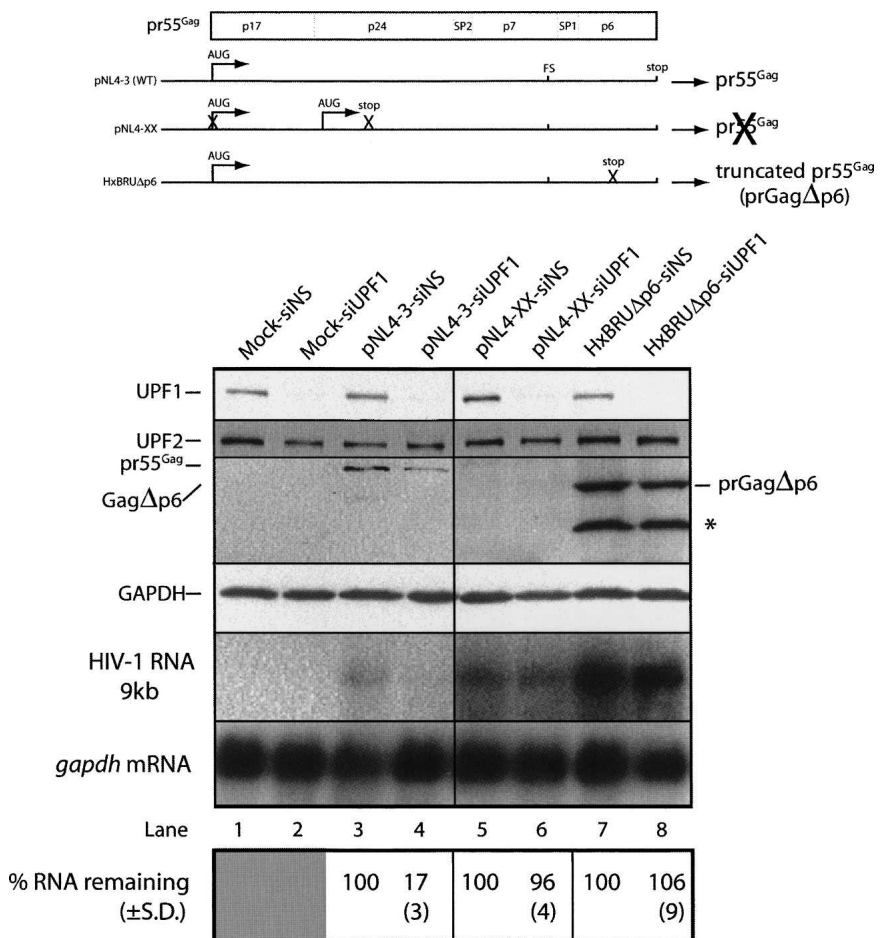 pr55Gag p17 p24 SP2 p7 SP1 p6
AUG FS stop
pNL4-3 (WT) pr55Gag
AUG AUG stop
pNL4-XX pr55Gag
AUG stop
HxBRUΔp6 truncated pr55Gag
(prGagΔp6)
Mock-siNS
Mock-siUPF1
pNL4-3-siNS
pNL4-3-siUPF1
pNL4-XX-siNS
pNL4-XX-siUPF1
HxBRUΔp6-siNS
HxBRUΔp6-siUPF1
UPF1
UPF2
pr55Gag
prGagΔp6
GagΔp6
*
GAPDH
HIV-1 RNA
9kb
gapdh mRNA
Lane 1 2 3 4 5 6 7 8
% RNA remaining 100 17 100 96 100 106
(±S.D.) (3) (4) (9)